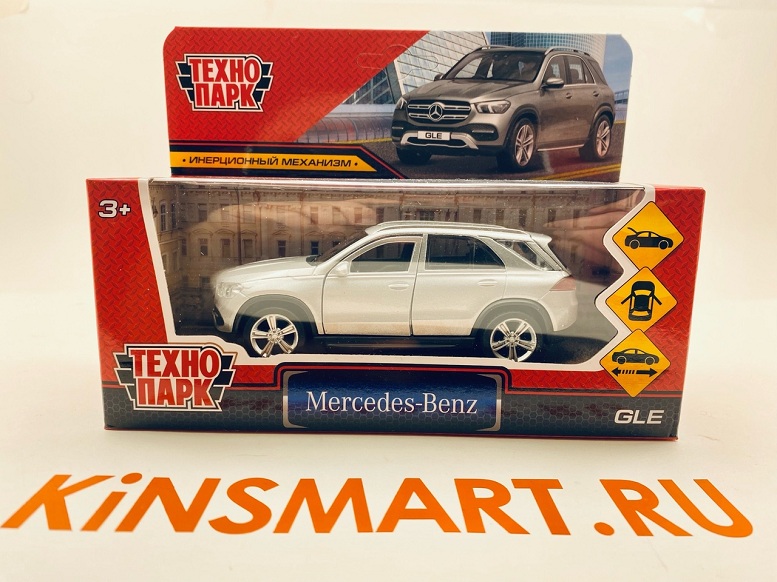 ТЕХНО
ПАРК
GLE
• ИНЕРЦИОННЫЙ МЕХАНИЗМ •
3+
ТЕХНО
ПАРК
Mercedes-Benz
GLE
KiNSMART.RU